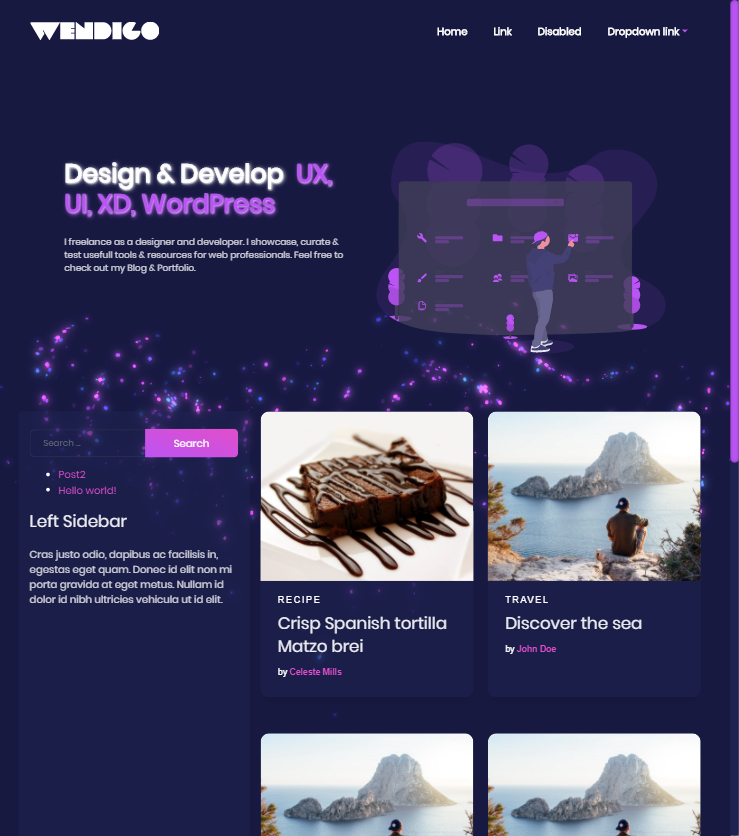 WENDIGO
Home Link Disabled Dropdown link
Design & Develop UX,
UI, XD, WordPress
I freelance as a designer and developer. I showcase, curate &
test usefull tools & resources for web professionals. Feel free to
check out my Blog & Portfolio.
Search ... Search
Post2
Hello world!
Left Sidebar
Cras justo odio, dapibus ac facilisis in,
egestas eget quam. Donec id elit non mi
porta gravida at eget metus. Nullam id
dolor id nibh ultricies vehicula ut id elit.
RECIPE
Crisp Spanish tortilla
Matzo brei
by Celeste Mills
TRAVEL
Discover the sea
by John Doe